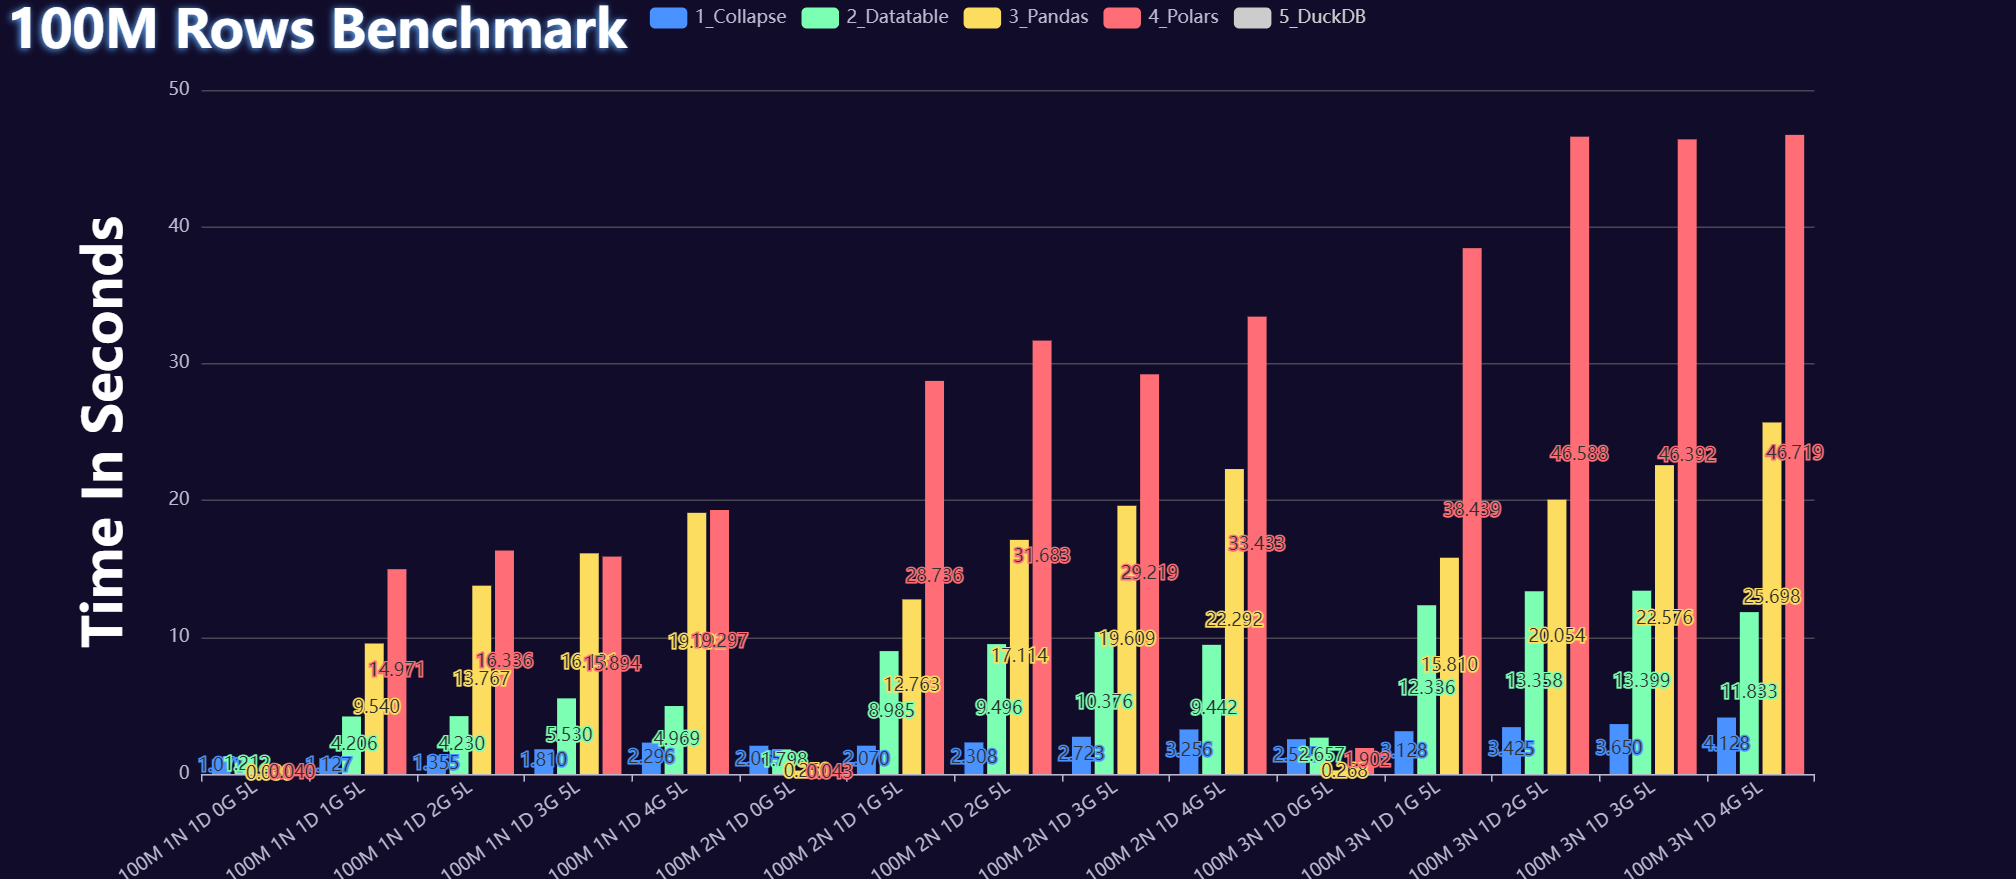 100M Rows Benchmark
1_Collapse 2_Datatable 3_Pandas 4_Polars 5_DuckDB
Time In Seconds
50
40
30
20
10
0
4.206 9.540 14.971
1.355 4.230 13.767 16.336
1.810 5.530 15.894
2.296 4.969 19.297
1.798 0.043
2.070 8.985 12.763 28.736
2.308 9.496 17.114 31.683
2.723 10.376 19.609 29.219
3.256 9.442 22.292 33.433
2.657 0.268 1.902
3.128 12.336 15.810 38.439
3.425 13.358 20.054 46.588
3.650 13.399 22.576 46.392
4.128 11.833 25.698 46.719
100M 1N 1D 0G 5L
100M 1N 1D 1G 5L
100M 1N 1D 2G 5L
100M 1N 1D 3G 5L
100M 1N 1D 4G 5L
100M 2N 1D 0G 5L
100M 2N 1D 1G 5L
100M 2N 1D 2G 5L
100M 2N 1D 3G 5L
100M 2N 1D 4G 5L
100M 3N 1D 0G 5L
100M 3N 1D 1G 5L
100M 3N 1D 2G 5L
100M 3N 1D 3G 5L
100M 3N 1D 4G 5L